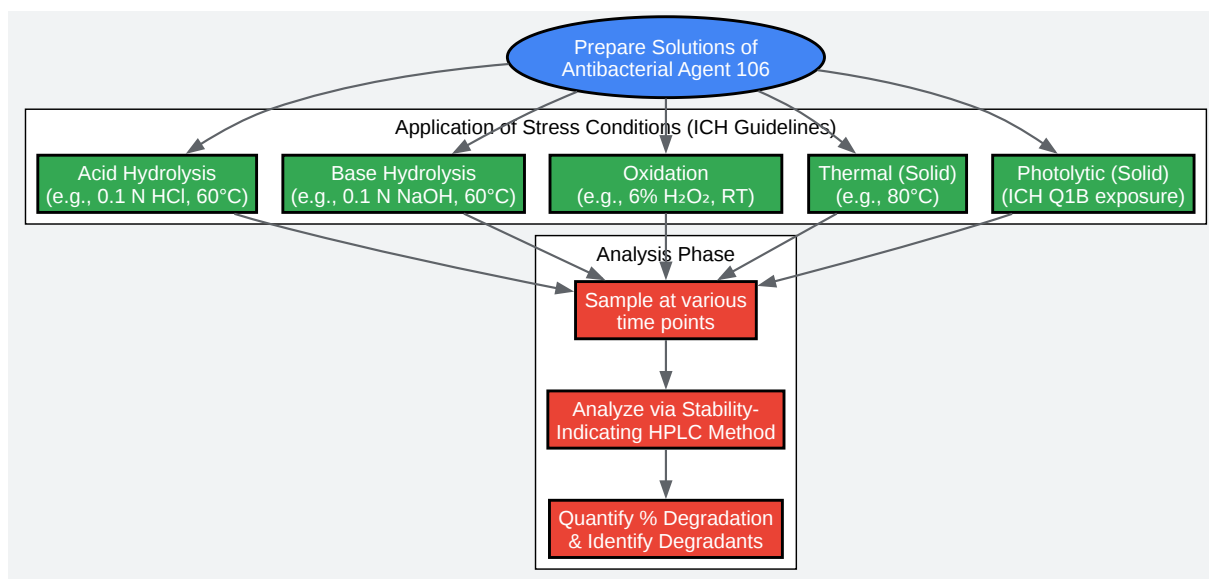 Prepare Solutions of
Antibacterial Agent 106
Application of Stress Conditions (ICH Guidelines)
Acid Hydrolysis
(e.g., 0.1 N HCl, 60°C)
Base Hydrolysis
(e.g., 0.1 N NaOH, 60°C)
Oxidation
(e.g., 6% H₂O₂, RT)
Thermal (Solid)
(e.g., 80°C)
Photolytic (Solid)
(ICH Q1B exposure)
Analysis Phase
Sample at various
time points
Analyze via Stability-
Indicating HPLC Method
Quantify % Degradation
& Identify Degradants